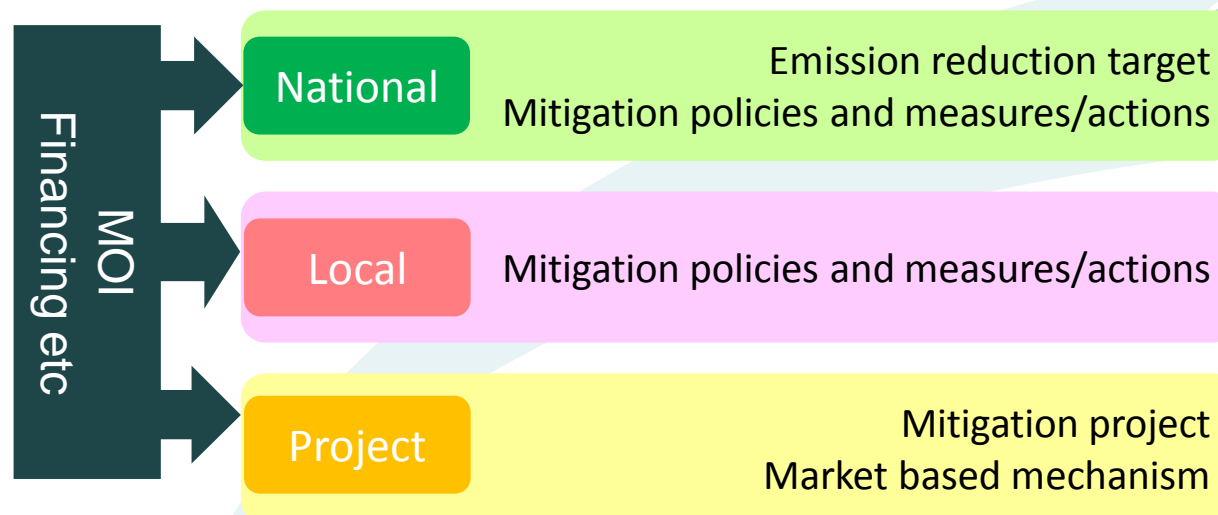 MOI
Financing etc
National
Emission reduction target
Mitigation policies and measures/actions
Local
Mitigation policies and measures/actions
Project
Mitigation project
Market based mechanism